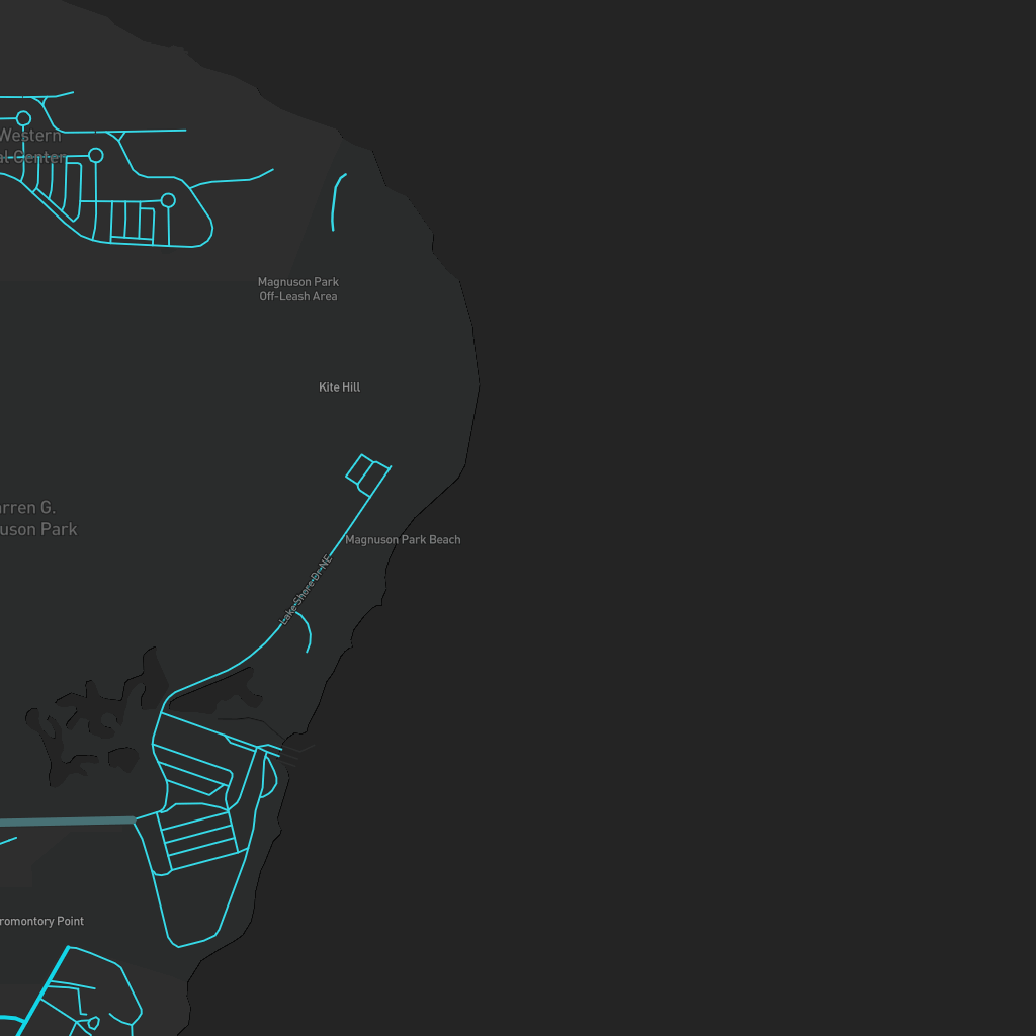 Western
al Center
Magnuson Park
Off-Leash Area
Kite Hill
arren G.
uson Park
Magnuson Park Beach
Lake Shore Dr NE
romontory Point